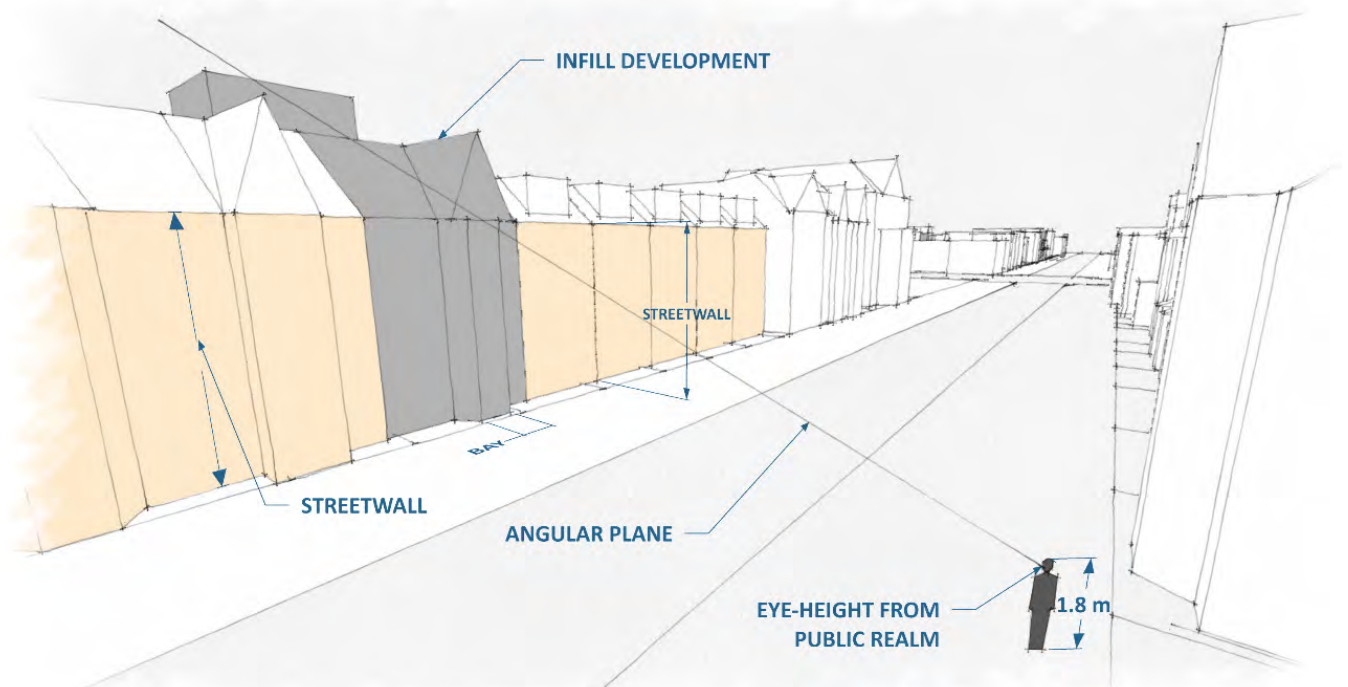 INFILL DEVELOPMENT
STREETWALL
BAY
STREETWALL
ANGULAR PLANE
EYE-HEIGHT FROM
PUBLIC REALM
1.8 m